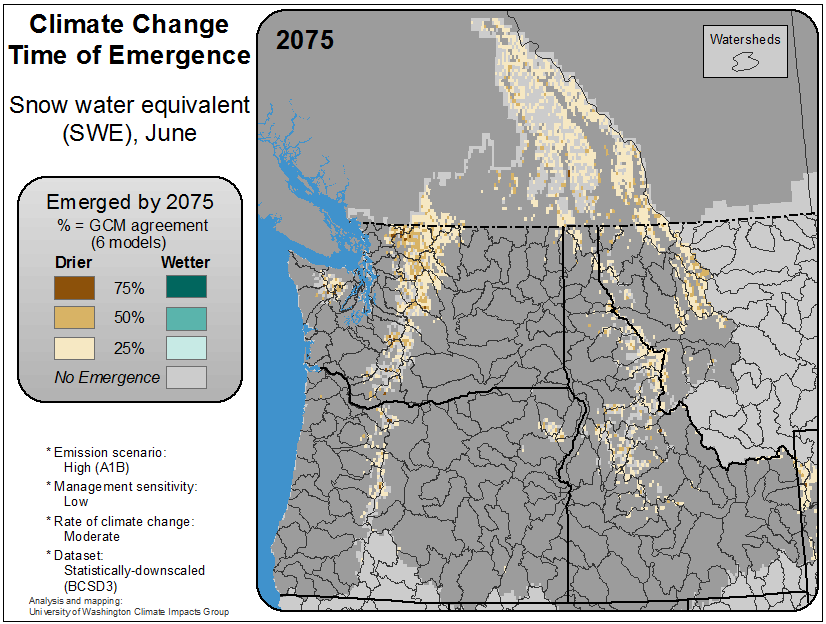 Climate Change
Time of Emergence
Snow water equivalent
(SWE), June
Emerged by 2075
% = GCM agreement
(6 models)
Drier
Wetter
75%
50%
25%
No Emergence
* Emission scenario:
High (A1B)
* Management sensitivity:
Low
* Rate of climate change:
Moderate
* Dataset:
Statistically-downscaled
(BCSD3)
Analysis and mapping:
University of Washington Climate Impacts Group
2075
Watersheds